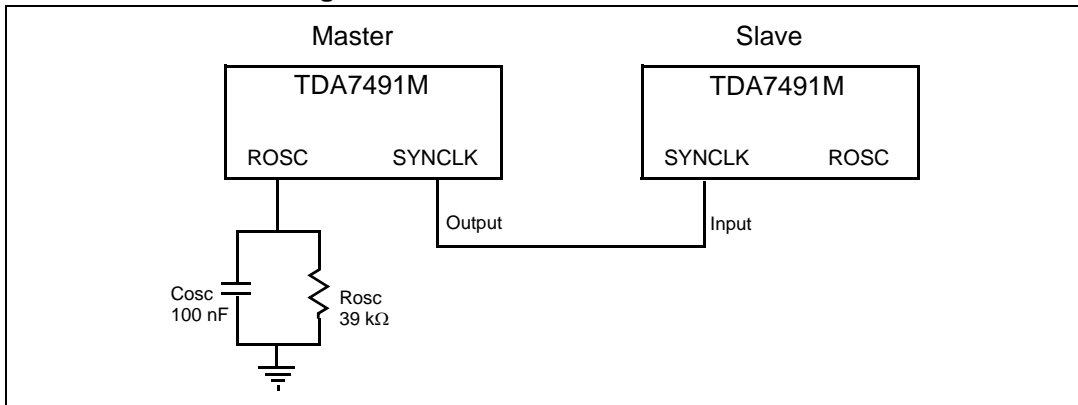 Master
Slave
TDA7491M
TDA7491M
ROSC
SYNCLK
SYNCLK
ROSC
Output
Input
Cosc
100 nF
Rosc
39 kΩ